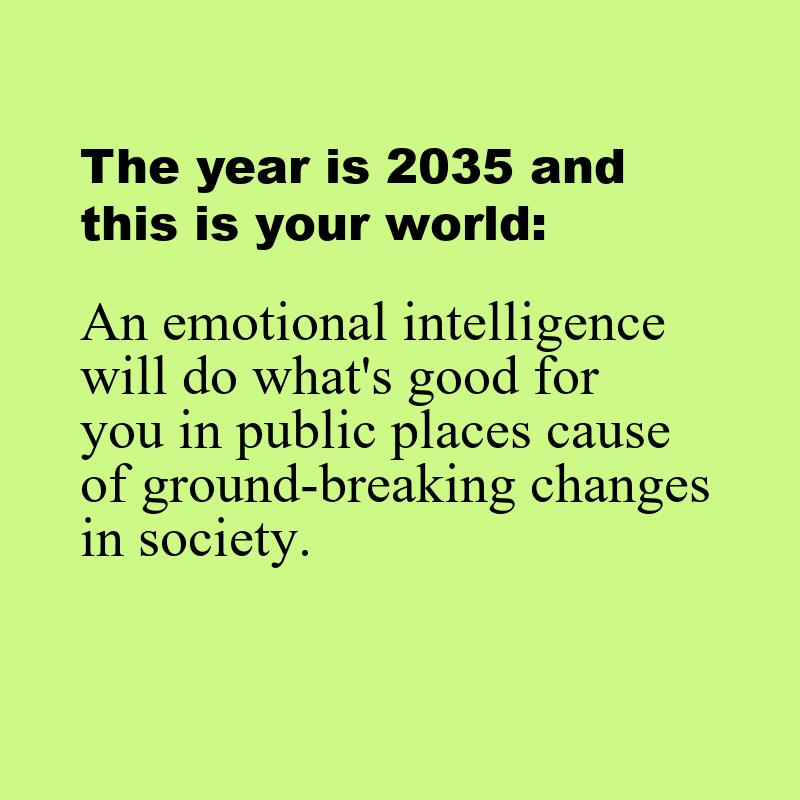 The year is 2035 and
this is your world:
An emotional intelligence
will do what's good for
you in public places cause
of ground-breaking changes
in society.